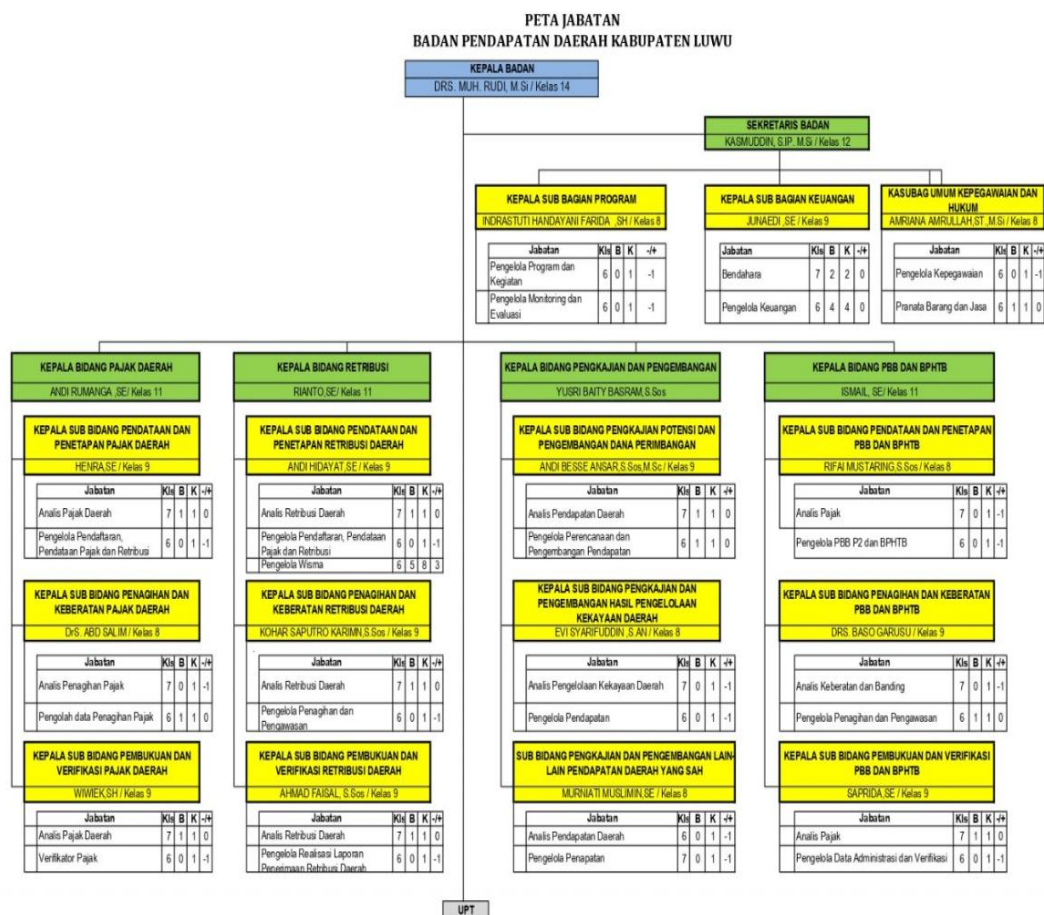 PETA JABATAN
BADAN PENDAPATAN DAERAH KABUPATEN LUWU
KEPALA BADAN
DRS. MUH. RUDI, M.Si / Kelas 14
SEKRETARIS BADAN
KASMUDDIN, S.IP. M.Si / Kelas 12
KEPALA SUB BAGIAN PROGRAM
INDRASTUTI HANDAYANI FARIDA ,SH / Kelas 8
Jabatan Kls B K -/+
Pengelola Program dan
Kegiatan 6 0 1 -1
Pengelola Monitoring dan
Evaluasi 6 0 1 -1
KEPALA SUB BAGIAN KEUANGAN
JUNAEDI ,SE / Kelas 9
Jabatan Kls B K -/+
Bendahara 7 2 2 0
Pengelola Keuangan 6 4 4 0
KASUBAG UMUM KEPEGAWAIAN DAN
HUKUM
AMRIANA AMRULLAH,ST ,M.Si / Kelas 8
Jabatan Kls B K -/+
Pengelola Kepegawaian 6 0 1 -1
Pranata Barang dan Jasa 6 1 1 0
KEPALA BIDANG PAJAK DAERAH
ANDI RUMANGA ,SE/ Kelas 11
KEPALA SUB BIDANG PENDATAAN DAN
PENETAPAN PAJAK DAERAH
HENRA,SE / Kelas 9
Jabatan Kls B K -/+
Analis Pajak Daerah 7 1 1 0
Pengelola Pendaftaran,
Pendataan Pajak dan Retribusi 6 0 1 -1
KEPALA SUB BIDANG PENAGIHAN DAN
KEBERATAN PAJAK DAERAH
DrS. ABD SALIM / Kelas 8
Jabatan Kls B K -/+
Analis Penagihan Pajak 7 0 1 -1
Pengolah data Penagihan Pajak 6 1 1 0
KEPALA SUB BIDANG PEMBUKUAN DAN
VERIFIKASI PAJAK DAERAH
WIWIEK,SH / Kelas 9
Jabatan Kls B K -/+
Analis Pajak Daerah 7 1 1 0
Verifikator Pajak 6 0 1 -1
KEPALA BIDANG RETRIBUSI
RIANTO,SE/ Kelas 11
KEPALA SUB BIDANG PENDATAAN DAN
PENETAPAN RETRIBUSI DAERAH
ANDI HIDAYAT,SE / Kelas 9
Jabatan Kls B K -/+
Analis Retribusi Daerah 7 1 1 0
Pengelola Pendaftaran, Pendataan
Pajak dan Retribusi 6 0 1 -1
Pengelola Wisma 6 5 8 3
KEPALA SUB BIDANG PENAGIHAN DAN
KEBERATAN RETRIBUSI DAERAH
KOHAR SAPUTRO KARIMN,S.Sos / Kelas 9
Jabatan Kls B K -/+
Analis Retribusi Daerah 7 1 1 0
Pengelola Penagihan dan
Pengawasan 6 0 1 -1
KEPALA SUB BIDANG PEMBUKUAN DAN
VERIFIKASI RETRIBUSI DAERAH
AHMAD FAISAL, S.Sos / Kelas 9
Jabatan Kls B K -/+
Analis Retribusi Daerah 7 1 1 0
Pengelola Realisasi Laporan
Penerimaan Retribusi Daerah 6 0 1 -1
KEPALA BIDANG PENGKAJIAN DAN PENGEMBANGAN
YUSRI BAITY BASRAM,S.Sos
KEPALA SUB BIDANG PENGKAJIAN POTENSI DAN
PENGEMBANGAN DANA PERIMBANGAN
ANDI BESSE ANSAR,S.Sos,M.Sc / Kelas 9
Jabatan Kls B K -/+
Analis Pendapatan Daerah 7 1 1 0
Pengelola Perencanaan dan
Pengembangan Pendapatan 6 1 1 0
KEPALA SUB BIDANG PENGKAJIAN DAN
PENGEMBANGAN HASIL PENGELOLAAN
KEKAYAAN DAERAH
EVI SYARIFUDDIN ,S.AN / Kelas 8
Jabatan Kls B K -/+
Analis Pengelolaan Kekayaan Daerah 7 0 1 -1
Pengelola Pendapatan 6 0 1 -1
SUB BIDANG PENGKAJIAN DAN PENGEMBANGAN LAIN-
LAIN PENDAPATAN DAERAH YANG SAH
MURNIATI MUSLIMIN,SE / Kelas 8
Jabatan Kls B K -/+
Analis Pendapatan Daerah 6 0 1 -1
Pengelola Penapatan 7 0 1 -1
KEPALA BIDANG PBB DAN BPHTB
ISMAIL, SE/ Kelas 11
KEPALA SUB BIDANG PENDATAAN DAN PENETAPAN
PBB DAN BPHTB
RIFAI MUSTARING,S.Sos / Kelas 8
Jabatan Kls B K -/+
Analis Pajak 7 0 1 -1
Pengelola PBB P2 dan BPHTB 6 0 1 -1
KEPALA SUB BIDANG PENAGIHAN DAN KEBERATAN
PBB DAN BPHTB
DRS. BASO GARUSU / Kelas 9
Jabatan Kls B K -/+
Analis Keberatan dan Banding 7 0 1 -1
Pengelola Penagihan dan Pengawasan 6 1 1 0
KEPALA SUB BIDANG PEMBUKUAN DAN VERIFIKASI
PBB DAN BPHTB
SAPRIDA,SE / Kelas 9
Jabatan Kls B K -/+
Analis Pajak 7 1 1 0
Pengelola Data Administrasi dan Verifikasi 6 0 1 -1
UPT